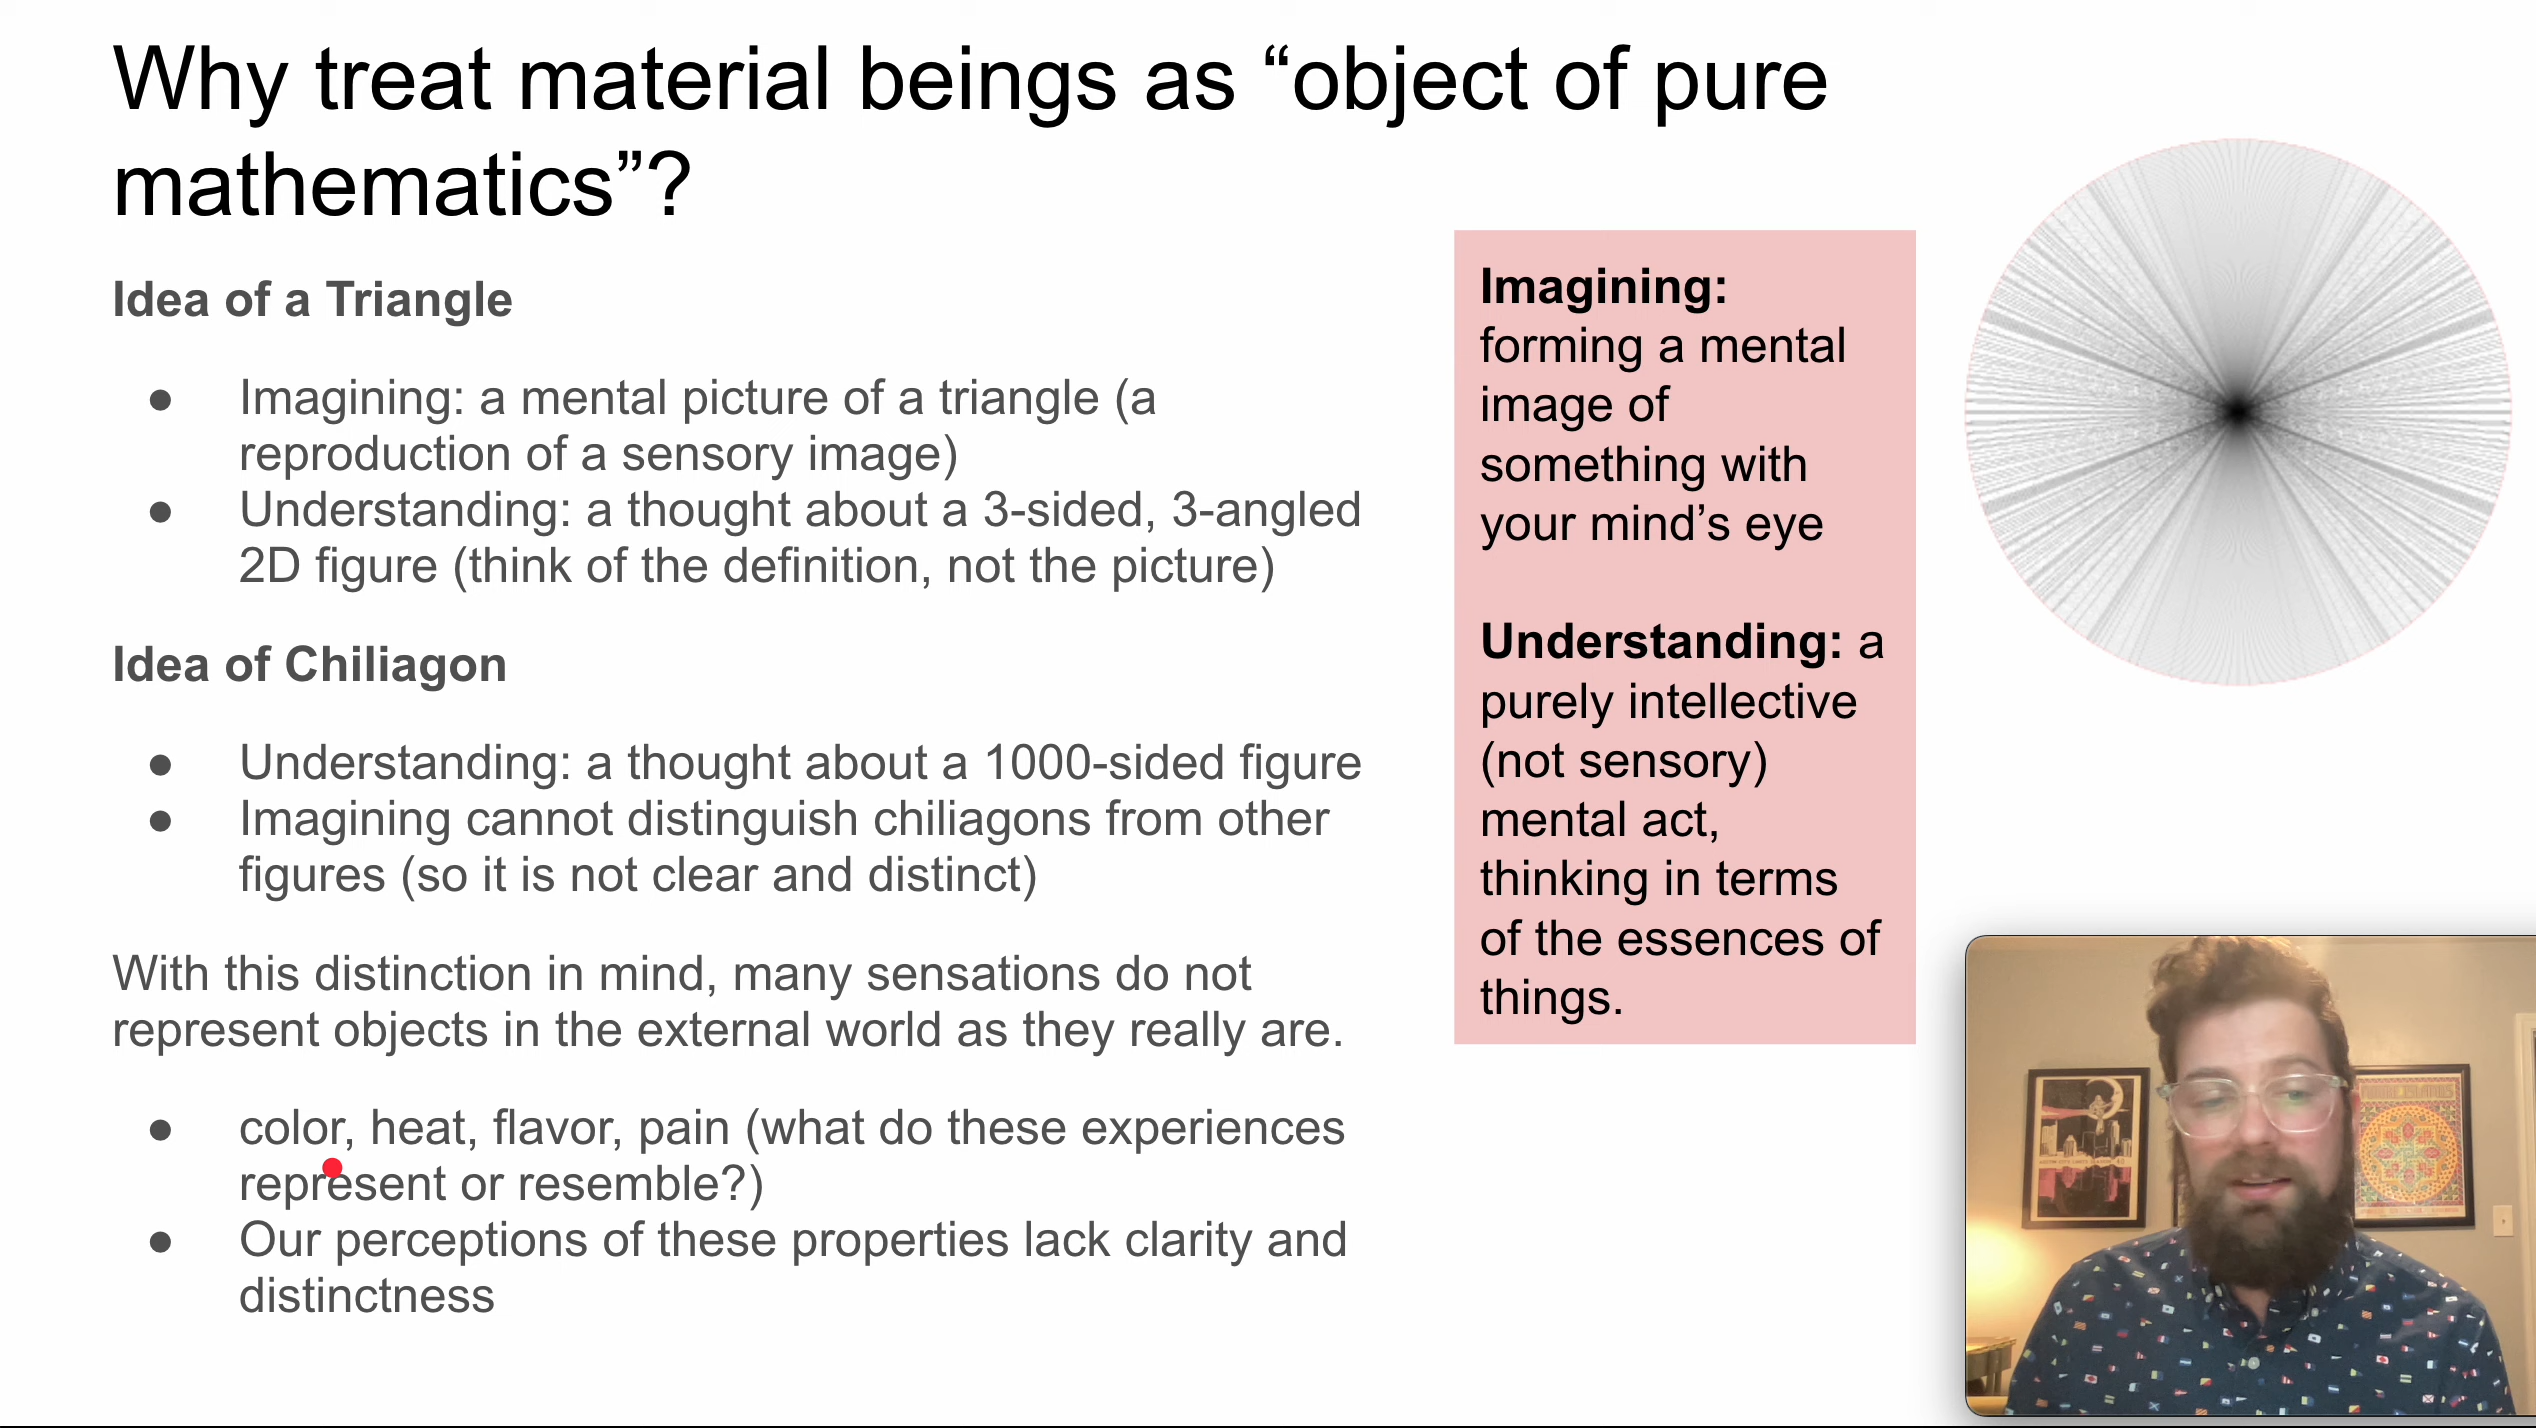 Why treat material beings as “object of pure
mathematics”?
Idea of a Triangle
● Imagining: a mental picture of a triangle (a
reproduction of a sensory image)
● Understanding: a thought about a 3-sided, 3-angled
2D figure (think of the definition, not the picture)
Idea of Chiliagon
● Understanding: a thought about a 1000-sided figure
● Imagining cannot distinguish chiliagons from other
figures (so it is not clear and distinct)
With this distinction in mind, many sensations do not
represent objects in the external world as they really are.
● color, heat, flavor, pain (what do these experiences
represent or resemble?)
● Our perceptions of these properties lack clarity and
distinctness
Imagining:
forming a mental
image of
something with
your mind’s eye
Understanding: a
purely intellective
(not sensory)
mental act,
thinking in terms
of the essences of
things.